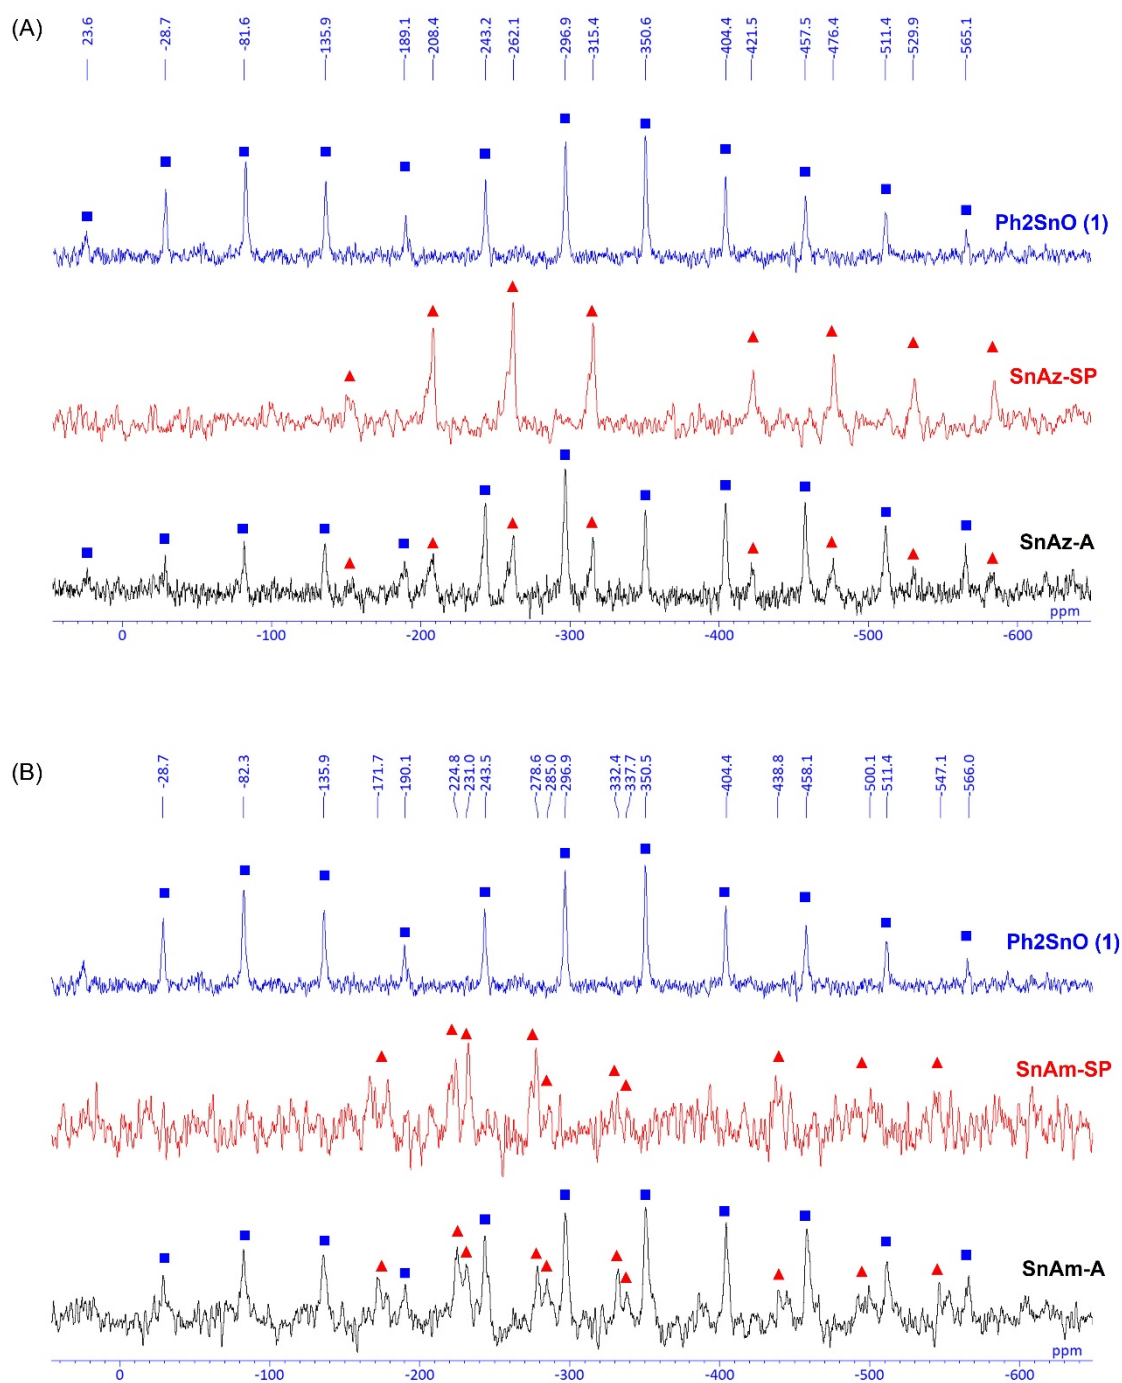 (A)
23.6 -28.7 -81.6 -135.9 -189.1 -208.4 -243.2 -262.1 -296.9 -315.4 -350.6 -404.4 -421.5 -457.5 -476.4 -511.4 -529.9 -565.1
Ph2SnO (1)
SnAz-SP
SnAz-A
ppm
0 -100 -200 -300 -400 -500 -600
(B)
-28.7 -82.3 -135.9 -171.7 -190.1 -224.8 -231.0 -243.5 -278.6 -285.0 -296.9 -332.4 -337.7 -350.5 -404.4 -438.8 -458.1 -500.1 -511.4 -547.1 -566.0
Ph2SnO (1)
SnAm-SP
SnAm-A
ppm
0 -100 -200 -300 -400 -500 -600